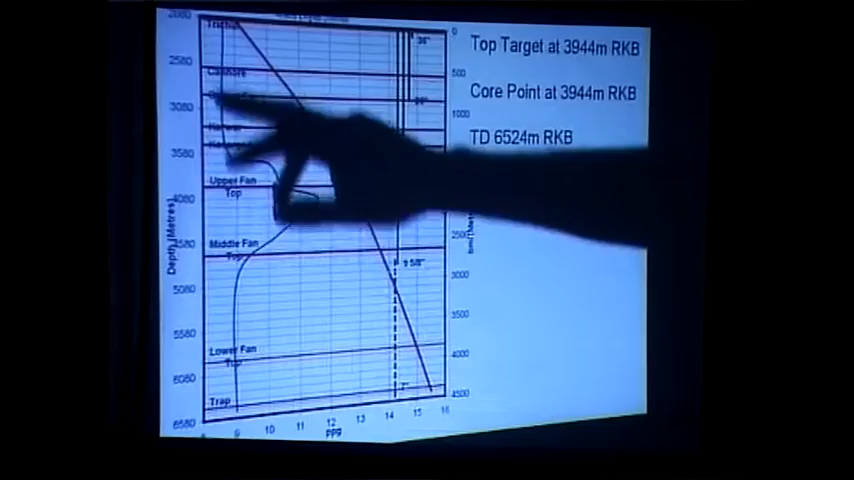 Top Target at 3944m RKB
Core Point at 3944m RKB
TD 6524m RKB
2080
2580
3080
3580
4080
4580
5080
5580
6080
6580
Depth (Metres)
Upper Fan
Top
Middle Fan
Top
Lower Fan
Top
Trap
9 5/8"
7"
0
500
1000
3000
3500
4000
4500
9
10
11
12
13
14
15
16
ppg